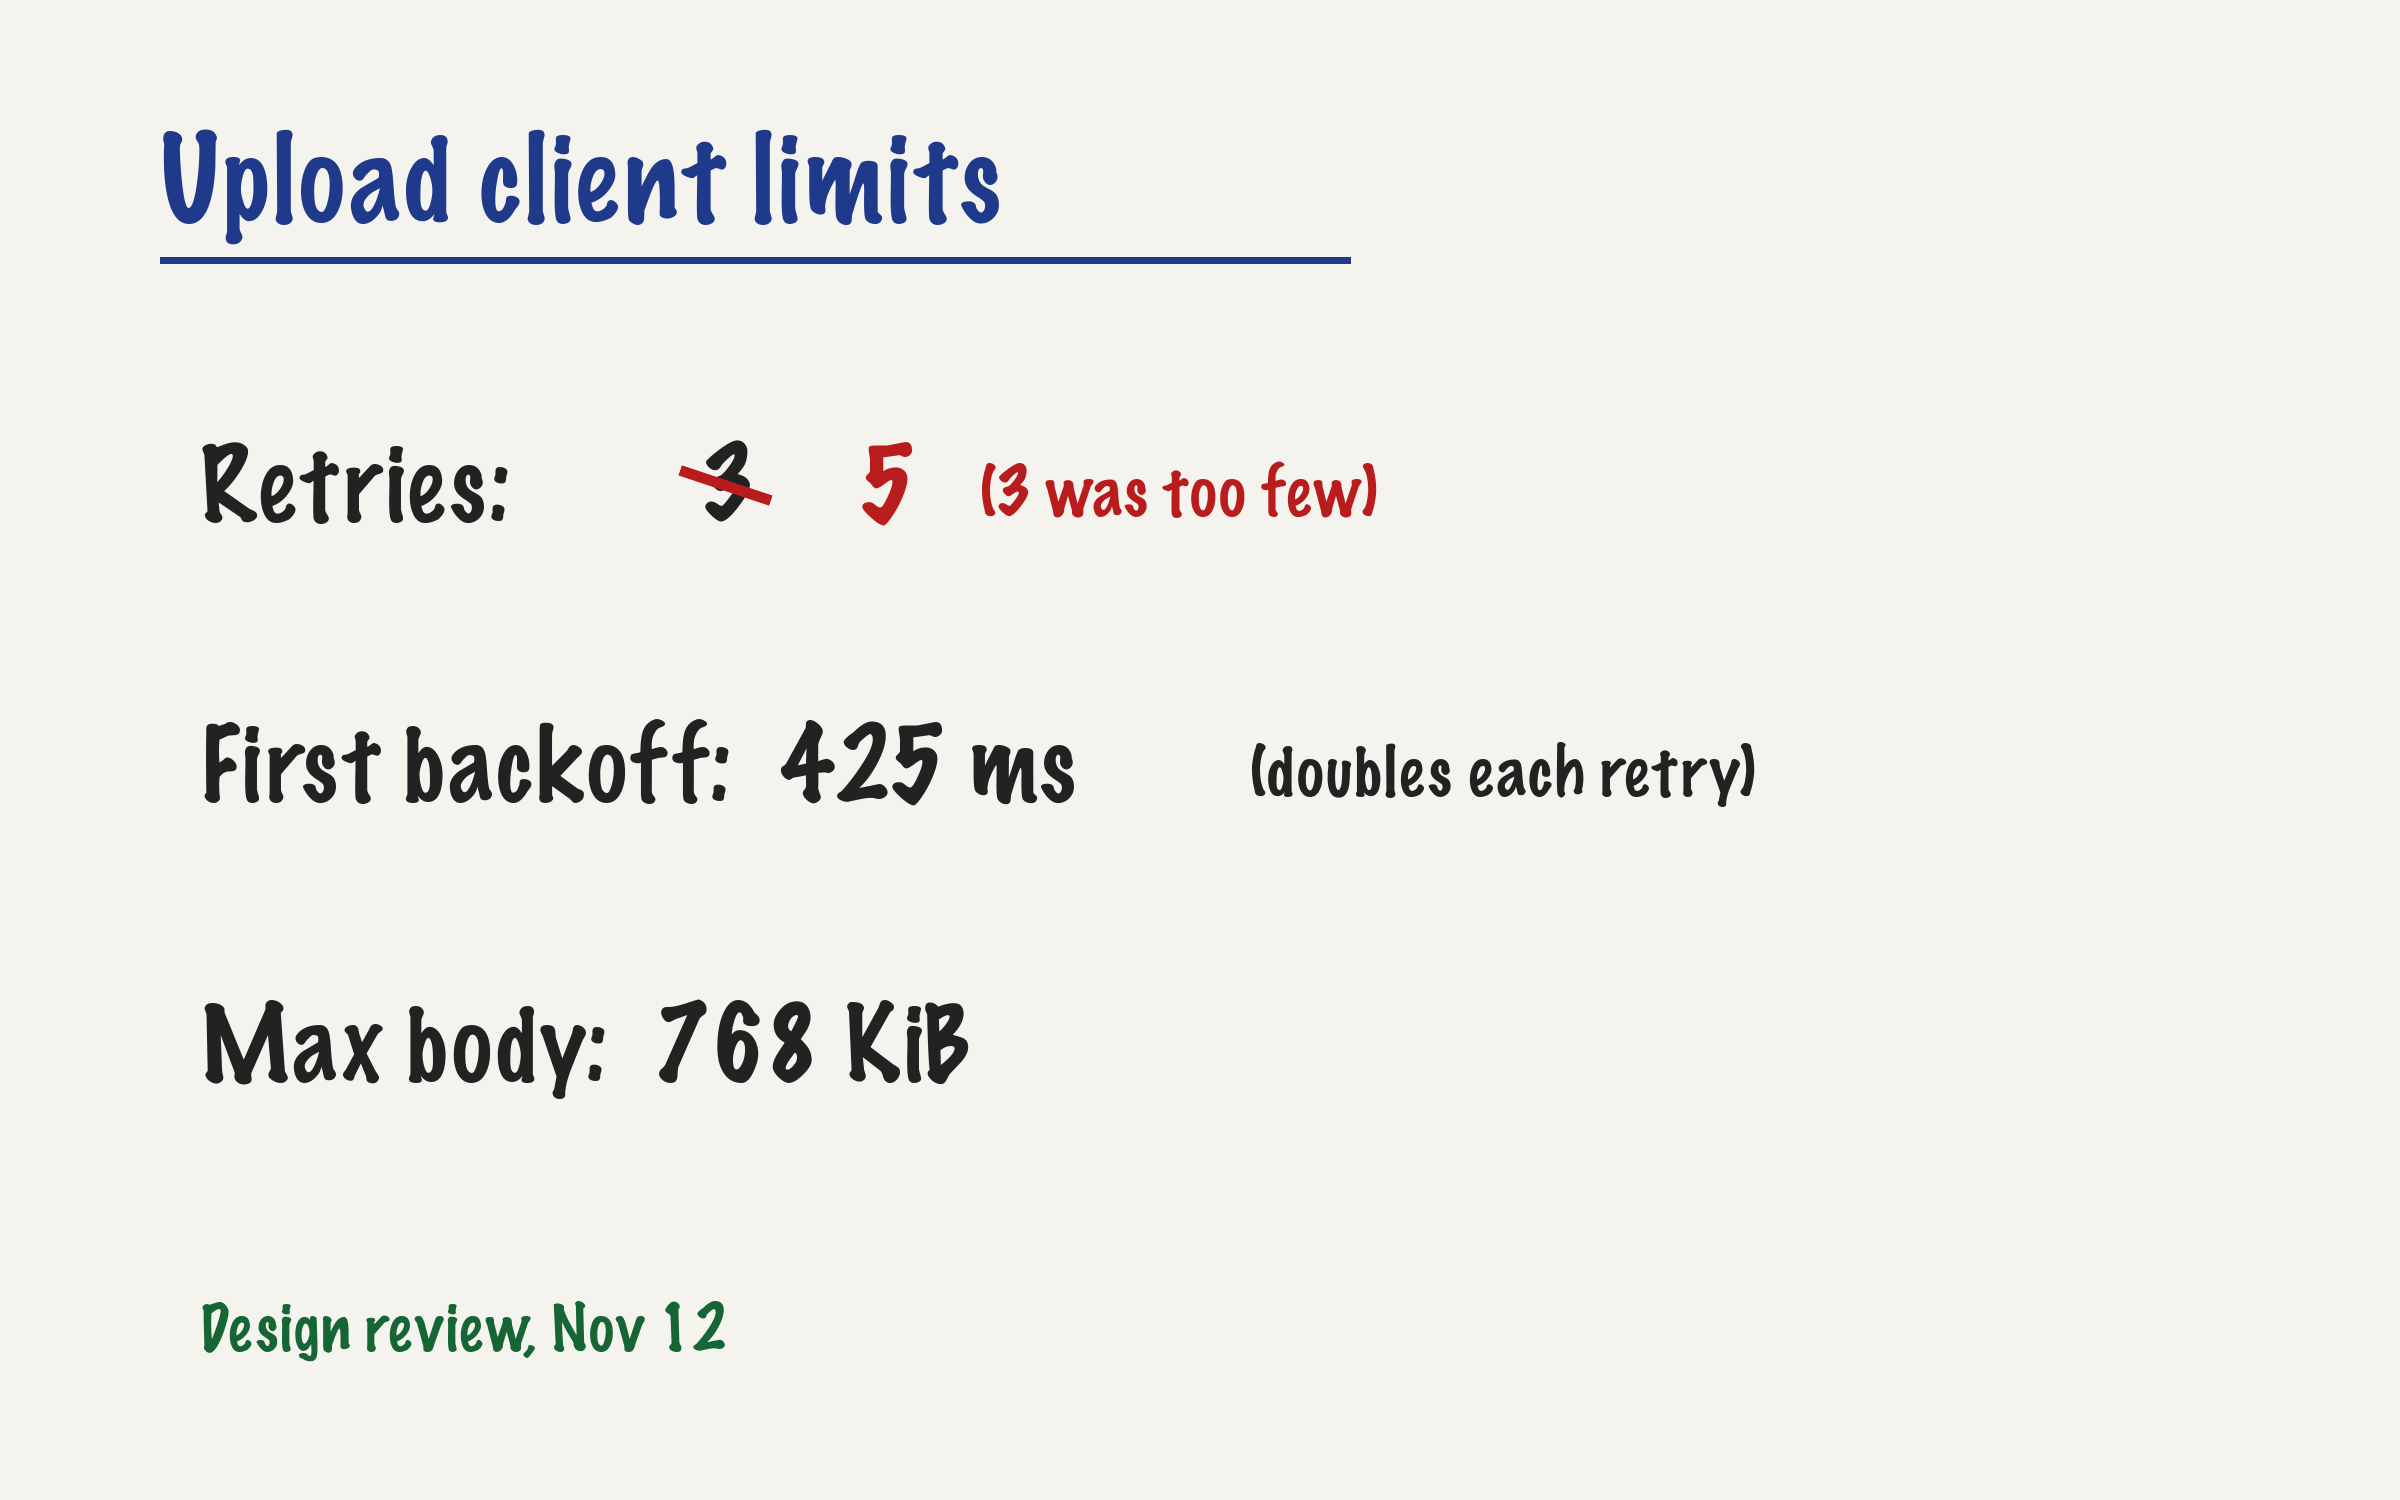 Upload client limits
Retries: 3 5 (3 was too few)
First backoff: 425 ms (doubles each retry)
Max body: 768 KiB
Design review, Nov 12